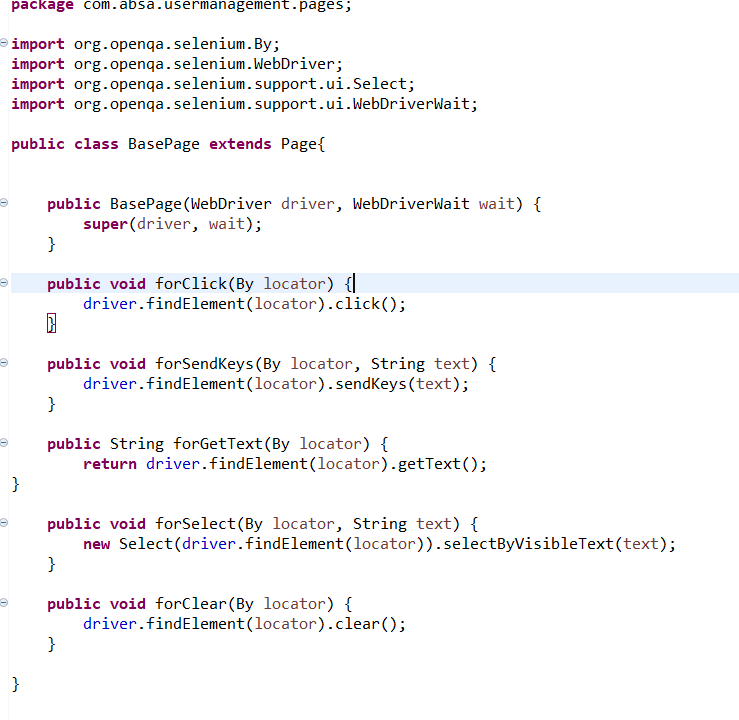 package com.absa.usermanagement.pages;
import org.openqa.selenium.By;
import org.openqa.selenium.WebDriver;
import org.openqa.selenium.support.ui.Select;
import org.openqa.selenium.support.ui.WebDriverWait;
public class BasePage extends Page{
public BasePage(WebDriver driver, WebDriverWait wait) {
super(driver, wait);
}
public void forClick(By locator) {
driver.findElement(locator).click();
}
public void forSendKeys(By locator, String text) {
driver.findElement(locator).sendKeys(text);
}
public String forGetText(By locator) {
return driver.findElement(locator).getText();
}
public void forSelect(By locator, String text) {
new Select(driver.findElement(locator)).selectByVisibleText(text);
}
public void forClear(By locator) {
driver.findElement(locator).clear();
}
}